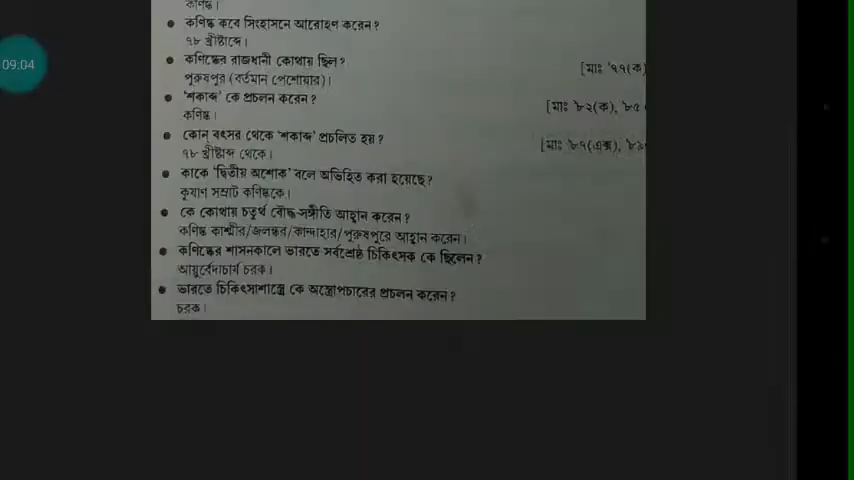 কণিষ্ক।
• কণিষ্ক কবে সিংহাসনে আরোহণ করেন?
৭৮ খ্রীষ্টাব্দে।
• কণিষ্কের রাজধানী কোথায় ছিল? [মাঃ '৭৭(ক)
পুরুষপুর (বর্তমান পেশোয়ার)।
• 'শকাব্দ' কে প্রচলন করেন? [মাঃ '৮২(ক), '৮৫
কণিষ্ক।
• কোন্ বৎসর থেকে 'শকাব্দ' প্রচলিত হয়? [মাঃ '৮৭(এক্স),
৭৮ খ্রীষ্টাব্দ থেকে।
• কাকে 'দ্বিতীয় অশোক' বলে অভিহিত করা হয়েছে?
কুষাণ সম্রাট কণিষ্ককে।
• কে কোথায় চতুর্থ বৌদ্ধ-সঙ্গীতি আহ্বান করেন?
কণিষ্ক কাশ্মীর/জলন্ধর/কান্দাহার/পুরুষপুরে আহ্বান করেন।
• কণিষ্কের শাসনকালে ভারতে সর্বশ্রেষ্ঠ চিকিৎসক কে ছিলেন?
আয়ুর্বেদাচার্য চরক।
• ভারতে চিকিৎসাশাস্ত্রে কে অস্ত্রোপচারের প্রচলন করেন?
চরক।
09:04